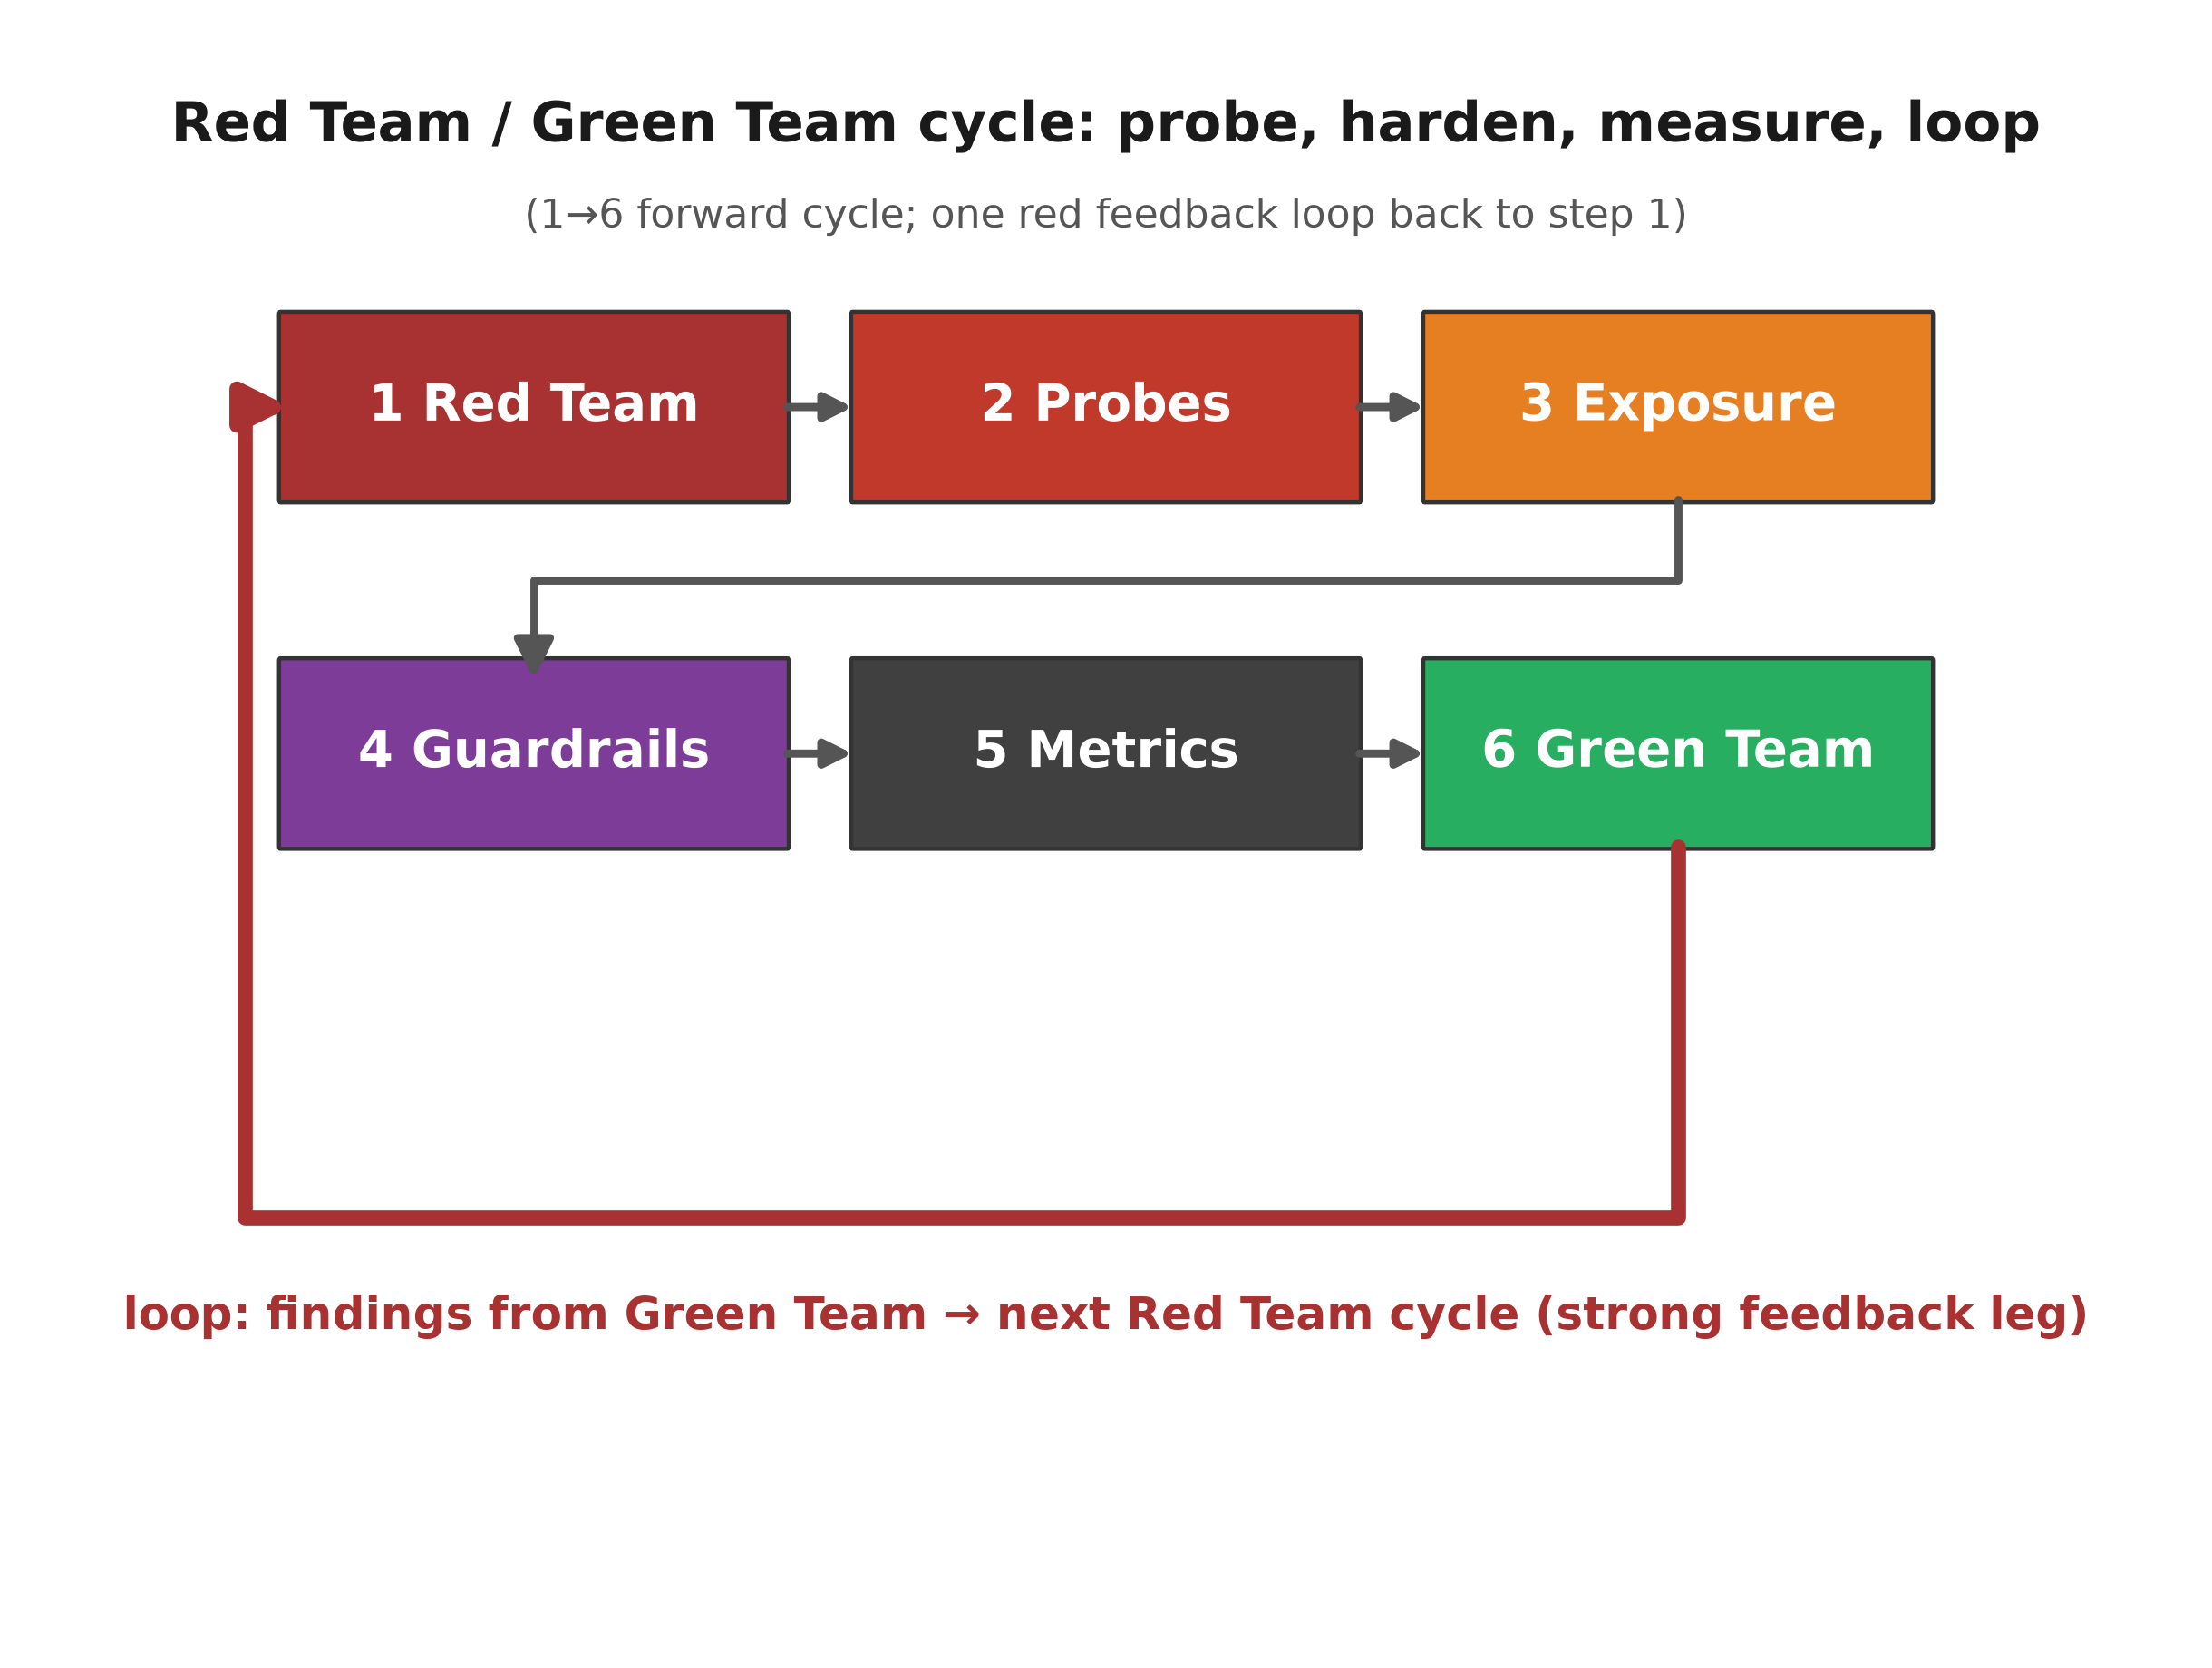 Red Team / Green Team cycle: probe, harden, measure, loop
(1→6 forward cycle; one red feedback loop back to step 1)
1 Red Team
2 Probes
3 Exposure
4 Guardrails
5 Metrics
6 Green Team
loop: findings from Green Team → next Red Team cycle (strong feedback leg)